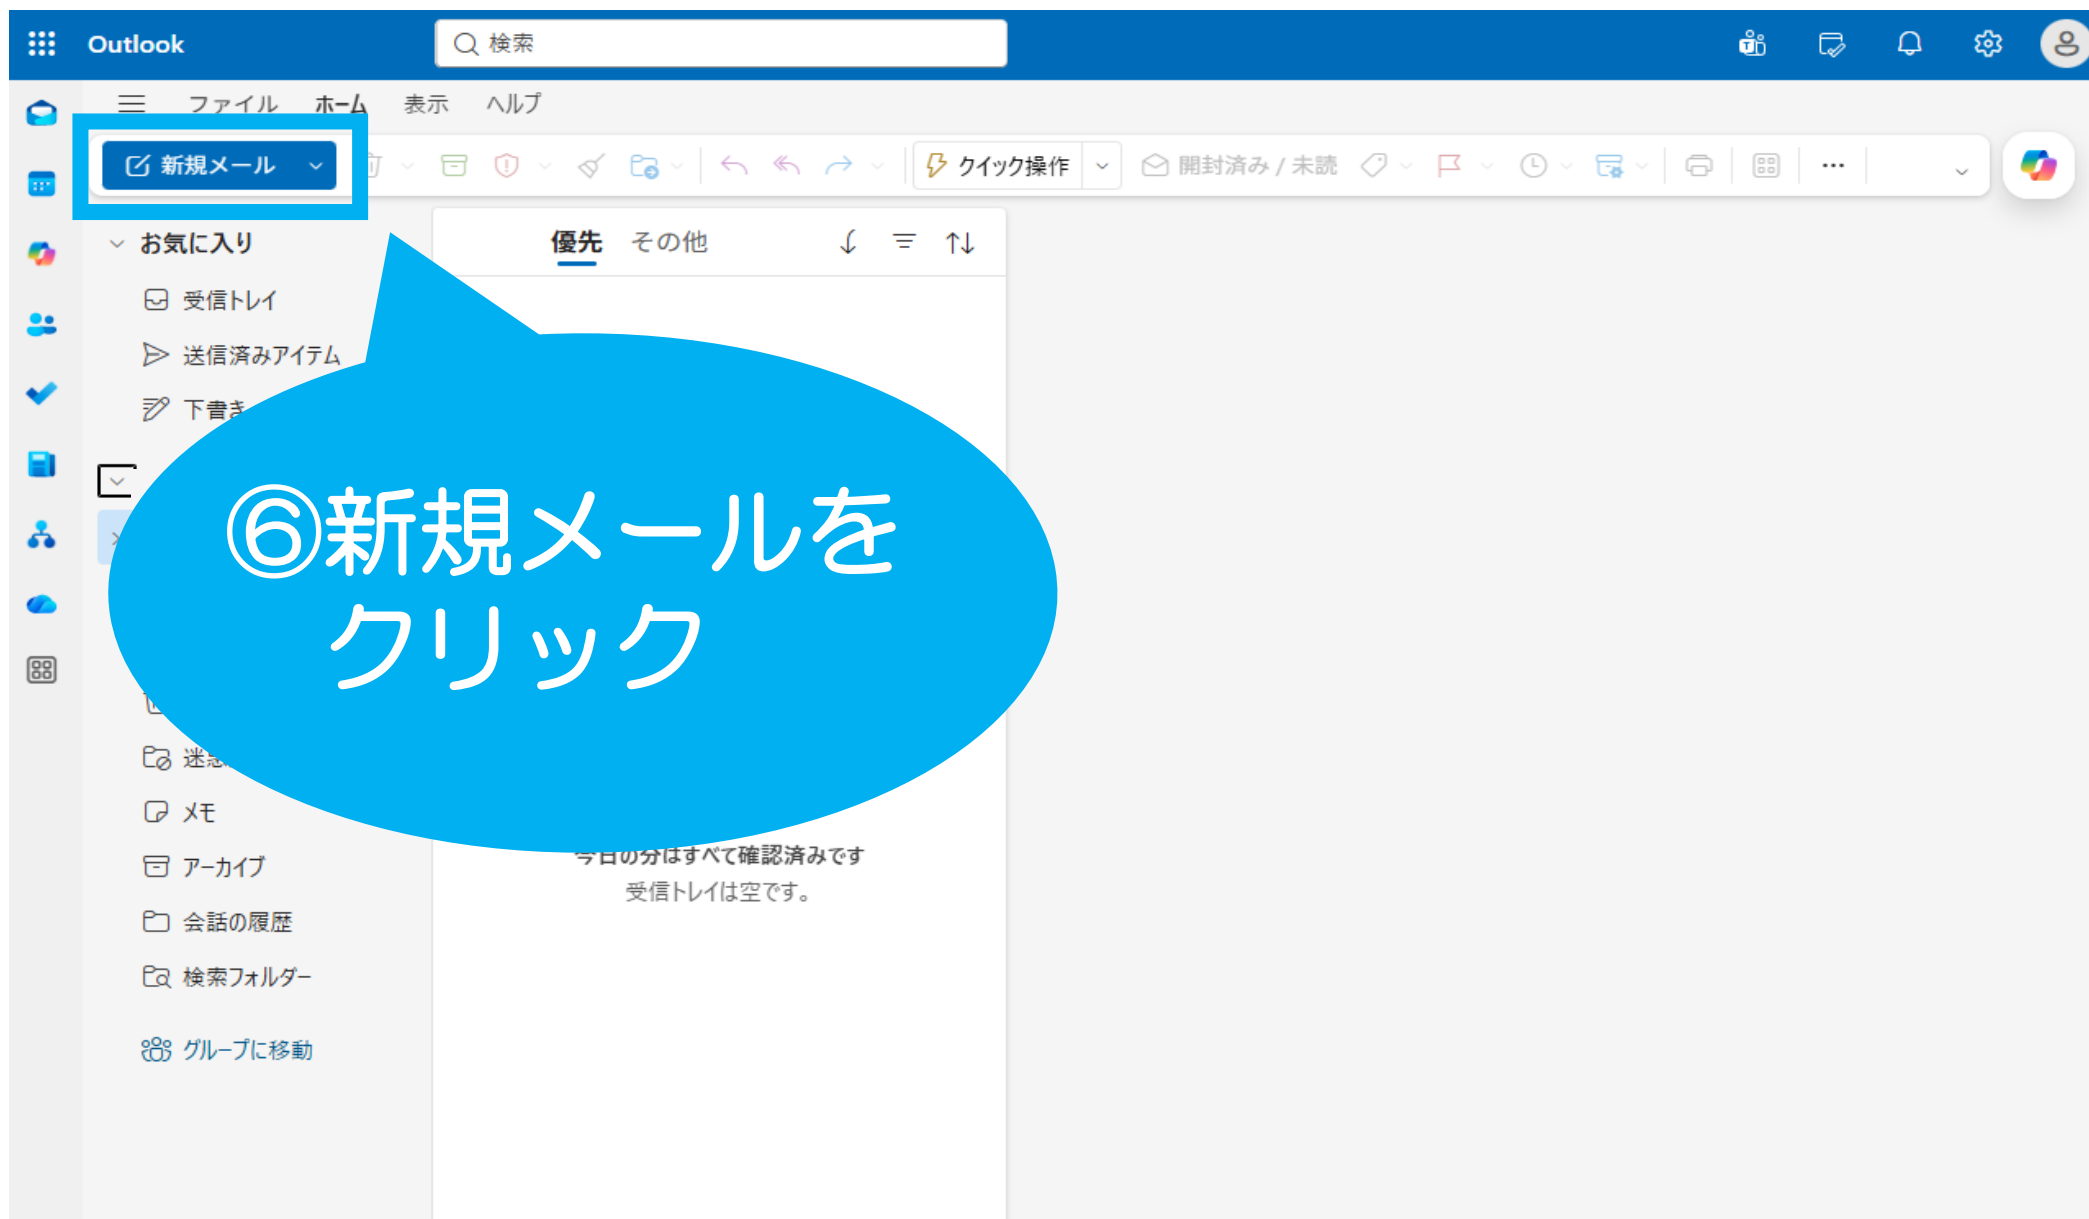 Outlook
検索
ファイル ホーム 表示 ヘルプ
新規メール
クイック操作
開封済み / 未読
お気に入り
優先 その他
受信トレイ
送信済みアイテム
下書き
⑥新規メールを
クリック
迷惑
メモ
今日の分はすべて確認済みです
アーカイブ
受信トレイは空です。
会話の履歴
検索フォルダー
グループに移動